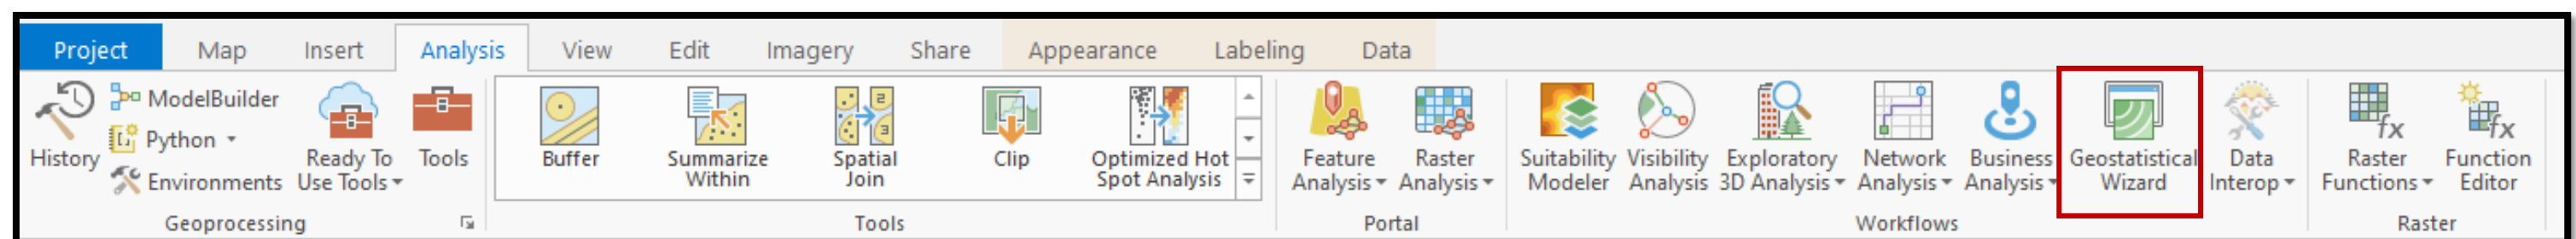 Project Map Insert Analysis View Edit Imagery Share Appearance Labeling Data
History
ModelBuilder
Python
Environments
Ready To
Use Tools
Tools
Buffer
Summarize
Within
Spatial
Join
Clip
Optimized Hot
Spot Analysis
Feature
Analysis
Raster
Analysis
Suitability
Modeler
Visibility
Analysis
Exploratory
3D Analysis
Network
Analysis
Business
Analysis
Geostatistical
Wizard
Data
Interop
fx
Raster
Functions
fx
Function
Editor
Geoprocessing Tools Portal Workflows Raster